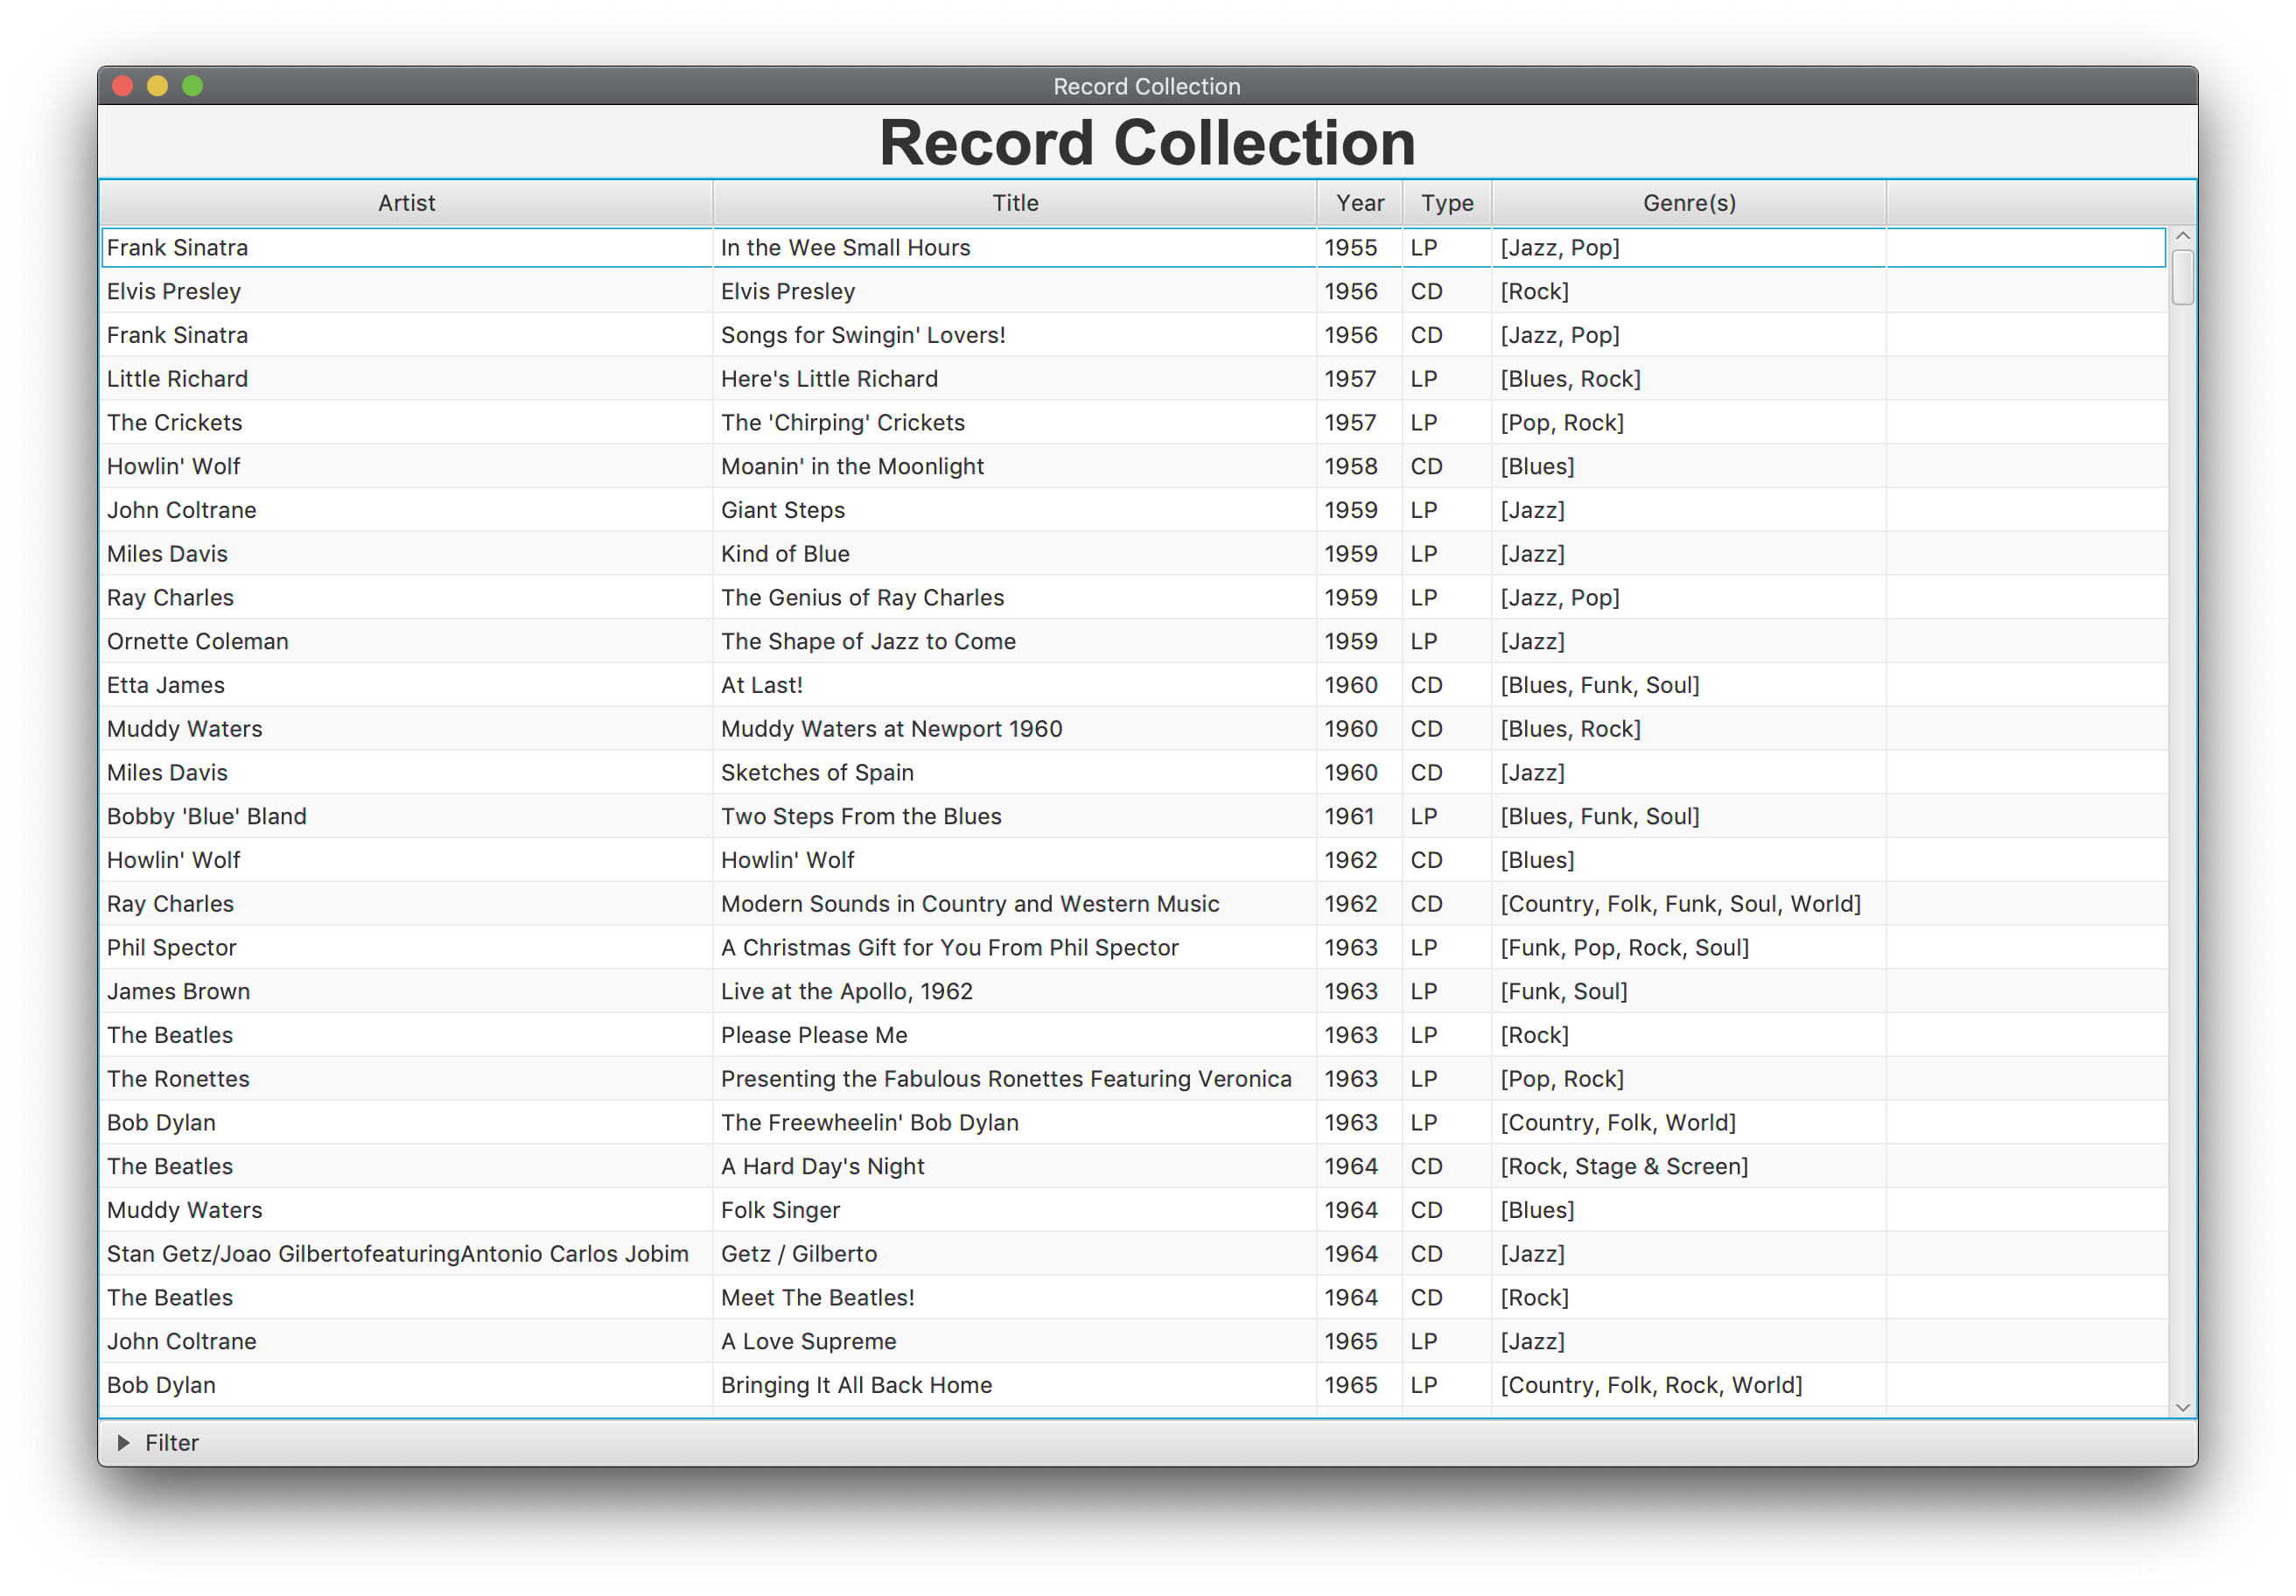 Record Collection
Record Collection
Artist Title Year Type Genre(s)
Frank Sinatra In the Wee Small Hours 1955 LP [Jazz, Pop]
Elvis Presley Elvis Presley 1956 CD [Rock]
Frank Sinatra Songs for Swingin' Lovers! 1956 CD [Jazz, Pop]
Little Richard Here's Little Richard 1957 LP [Blues, Rock]
The Crickets The 'Chirping' Crickets 1957 LP [Pop, Rock]
Howlin' Wolf Moanin' in the Moonlight 1958 CD [Blues]
John Coltrane Giant Steps 1959 LP [Jazz]
Miles Davis Kind of Blue 1959 LP [Jazz]
Ray Charles The Genius of Ray Charles 1959 LP [Jazz, Pop]
Ornette Coleman The Shape of Jazz to Come 1959 LP [Jazz]
Etta James At Last! 1960 CD [Blues, Funk, Soul]
Muddy Waters Muddy Waters at Newport 1960 1960 CD [Blues, Rock]
Miles Davis Sketches of Spain 1960 CD [Jazz]
Bobby 'Blue' Bland Two Steps From the Blues 1961 LP [Blues, Funk, Soul]
Howlin' Wolf Howlin' Wolf 1962 CD [Blues]
Ray Charles Modern Sounds in Country and Western Music 1962 CD [Country, Folk, Funk, Soul, World]
Phil Spector A Christmas Gift for You From Phil Spector 1963 LP [Funk, Pop, Rock, Soul]
James Brown Live at the Apollo, 1962 1963 LP [Funk, Soul]
The Beatles Please Please Me 1963 LP [Rock]
The Ronettes Presenting the Fabulous Ronettes Featuring Veronica 1963 LP [Pop, Rock]
Bob Dylan The Freewheelin' Bob Dylan 1963 LP [Country, Folk, World]
The Beatles A Hard Day's Night 1964 CD [Rock, Stage & Screen]
Muddy Waters Folk Singer 1964 CD [Blues]
Stan Getz/Joao GilbertofeaturingAntonio Carlos Jobim Getz / Gilberto 1964 CD [Jazz]
The Beatles Meet The Beatles! 1964 CD [Rock]
John Coltrane A Love Supreme 1965 LP [Jazz]
Bob Dylan Bringing It All Back Home 1965 LP [Country, Folk, Rock, World]
Filter